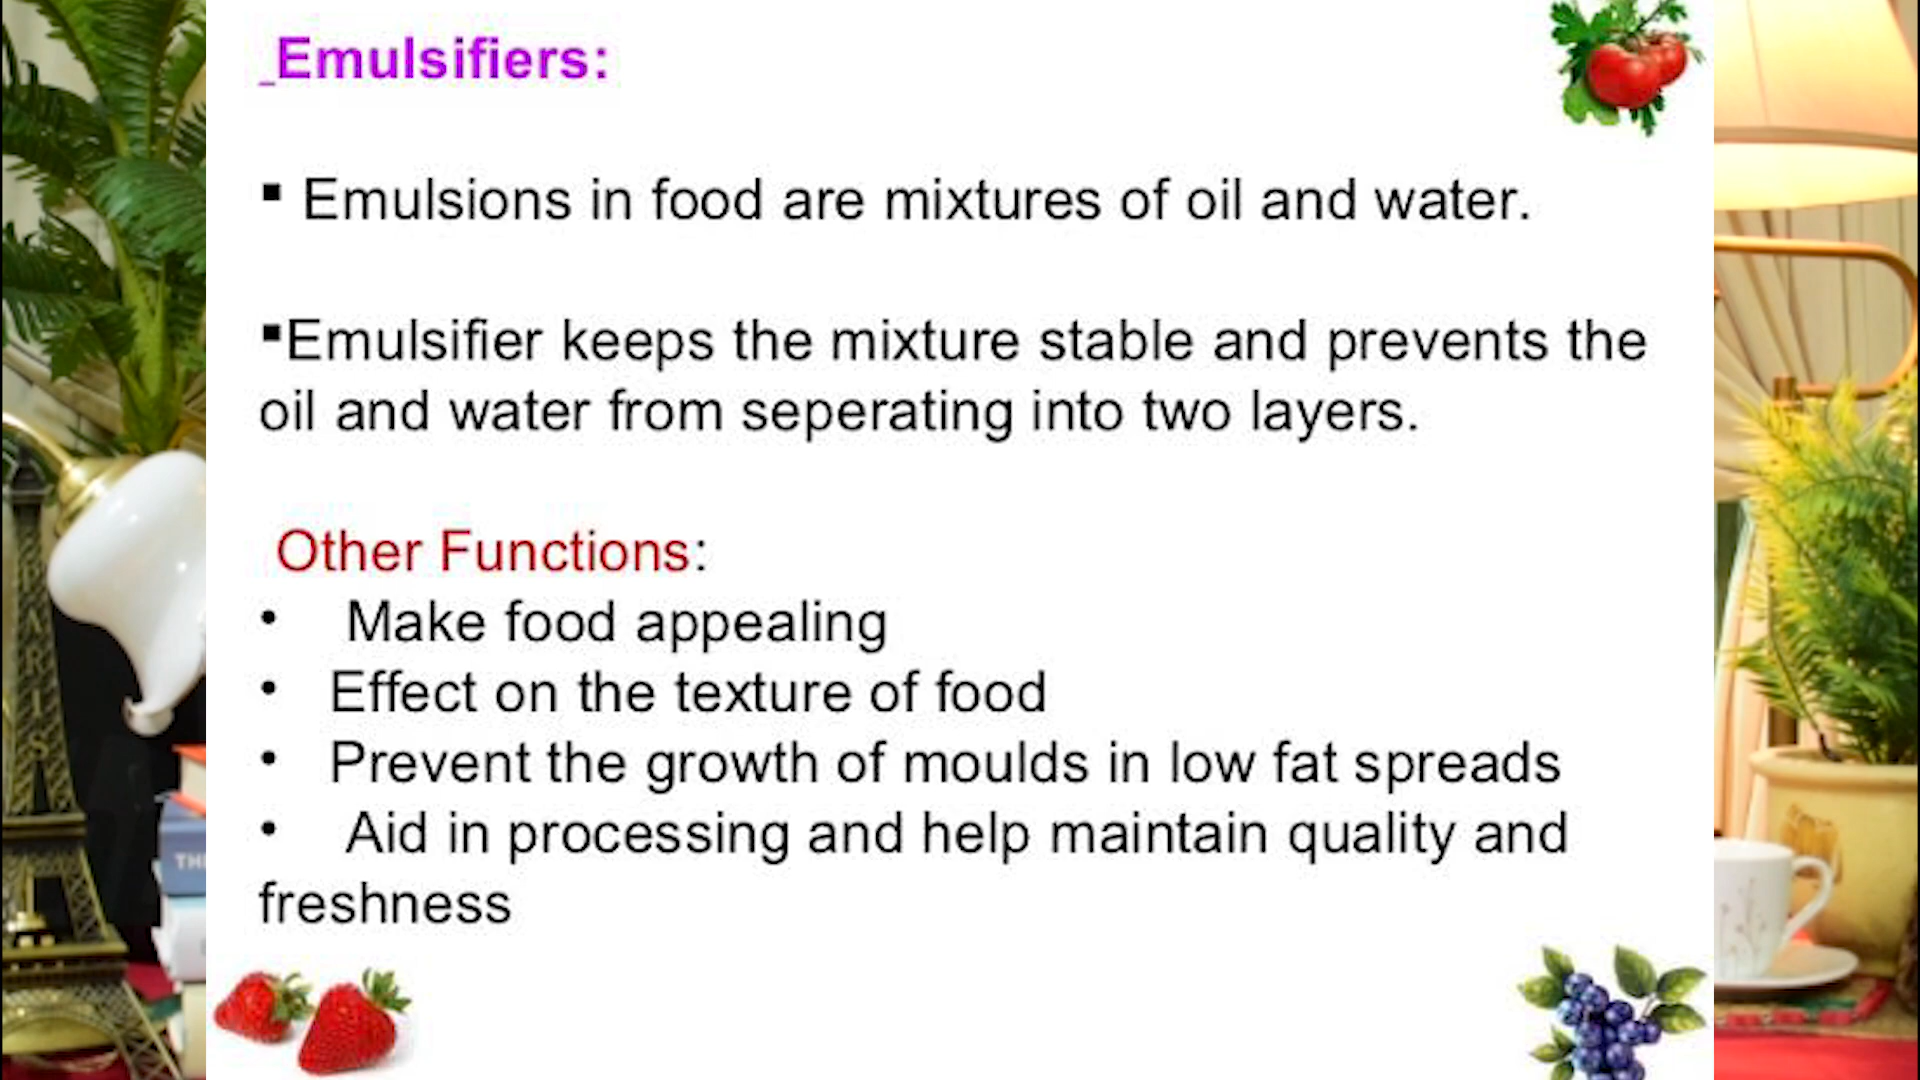 Emulsifiers:
▪ Emulsions in food are mixtures of oil and water.
▪Emulsifier keeps the mixture stable and prevents the
oil and water from seperating into two layers.
Other Functions:
• Make food appealing
• Effect on the texture of food
• Prevent the growth of moulds in low fat spreads
• Aid in processing and help maintain quality and
freshness
PARIS
TH